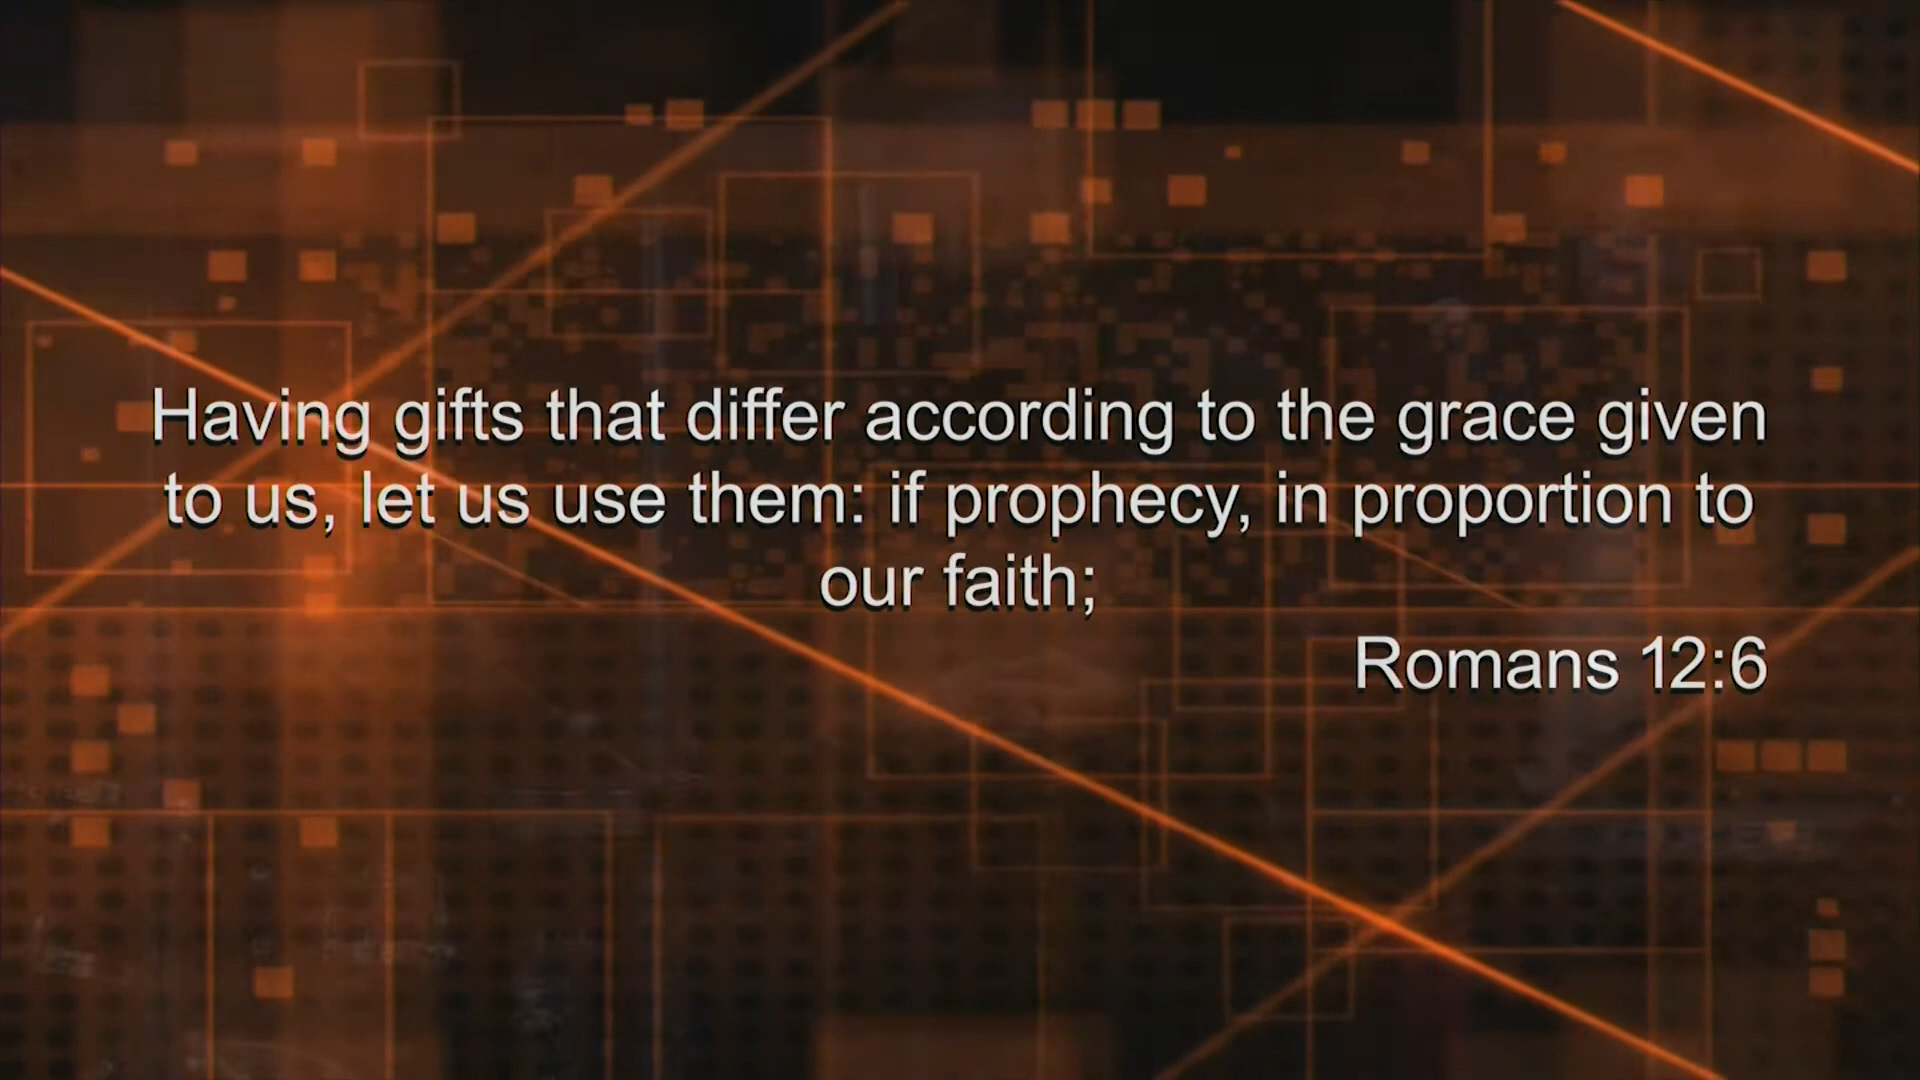 Having gifts that differ according to the grace given
to us, let us use them: if prophecy, in proportion to
our faith;
Romans 12:6